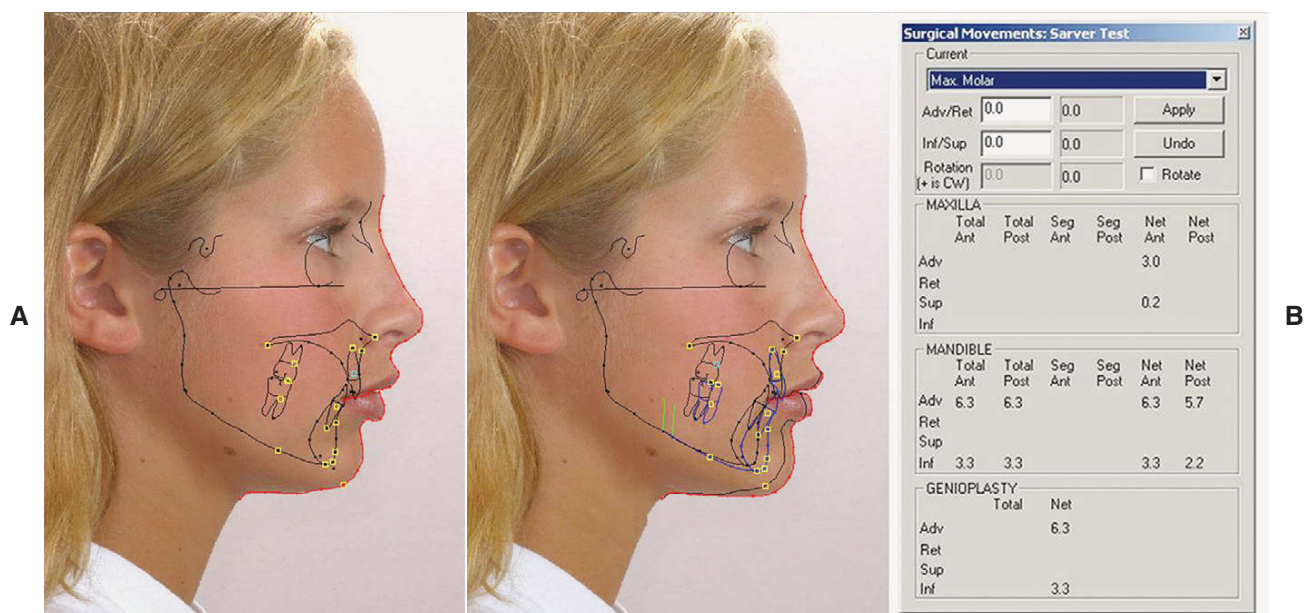 A
B
Surgical Movements: Sarver Test
Current
Max. Molar
Adv/Ret 0.0 0.0 Apply
Inf/Sup 0.0 0.0 Undo
Rotation
(+ is CW) 0.0 0.0 Rotate
MAXILLA
Total Total Seg Seg Net Net
Ant Post Ant Post Ant Post
Adv 3.0
Ret
Sup 0.2
Inf
MANDIBLE
Total Total Seg Seg Net Net
Ant Post Ant Post Ant Post
Adv 6.3 6.3 6.3 5.7
Ret
Sup
Inf 3.3 3.3 3.3 2.2
GENIOPLASTY
Total Net
Adv 6.3
Ret
Sup
Inf 3.3